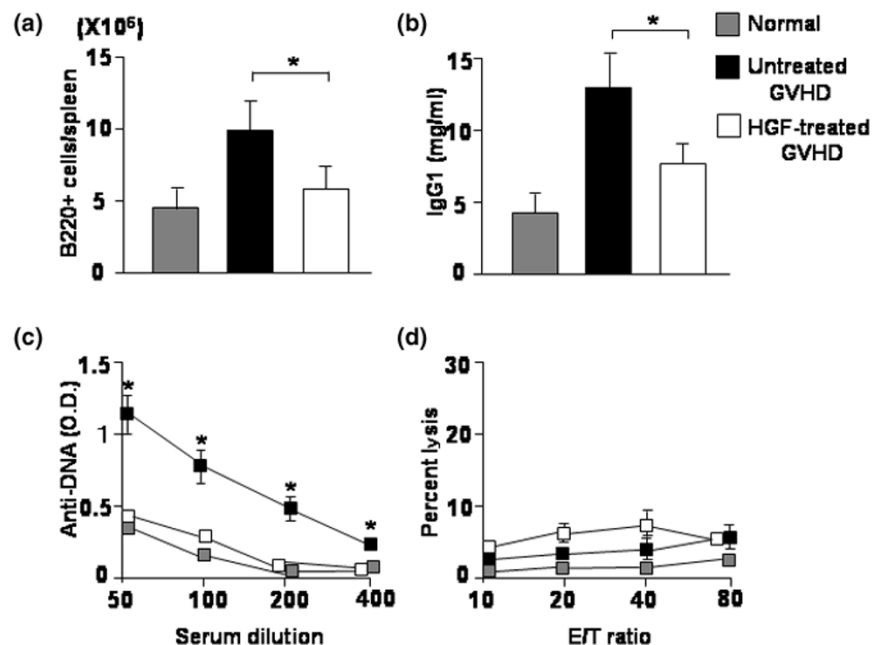 (a)
(X10⁶)
B220+ cells/spleen
15
10
5
0
*
(b)
IgG1 (mg/ml)
15
10
5
0
*
Normal
Untreated
GVHD
HGF-treated
GVHD
(c)
Anti-DNA (O.D.)
1.5
1
0.5
0
*
*
*
*
50 100 200 400
Serum dilution
(d)
Percent lysis
30
20
10
0
10 20 40 80
E/T ratio